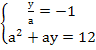 { y/a = −1
a² + ay = 12